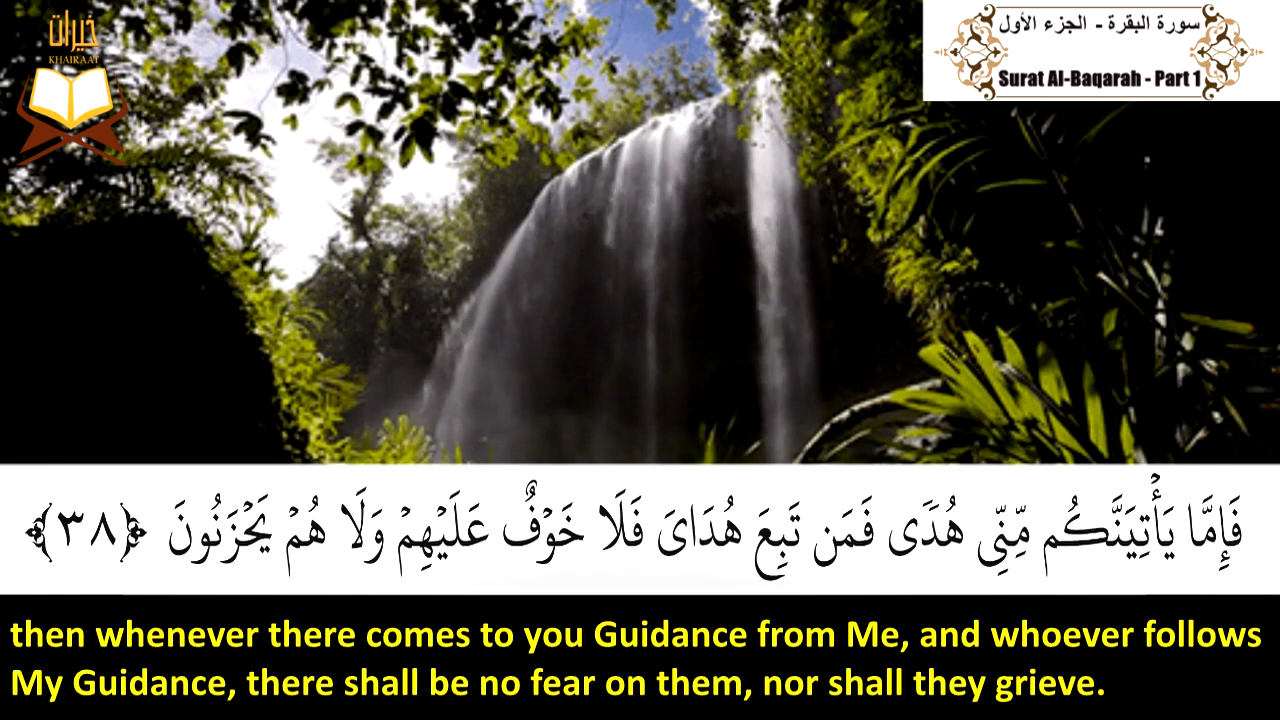 خيرات
KHAIRAAT
سورة البقرة - الجزء الأول
Surat Al-Baqarah - Part 1
فَإِمَّا يَأْتِيَنَّكُم مِّنِّى هُدًى فَمَن تَبِعَ هُدَاىَ فَلَا خَوْفٌ عَلَيْهِمْ وَلَا هُمْ يَحْزَنُونَ ﴿٣٨﴾
then whenever there comes to you Guidance from Me, and whoever follows
My Guidance, there shall be no fear on them, nor shall they grieve.